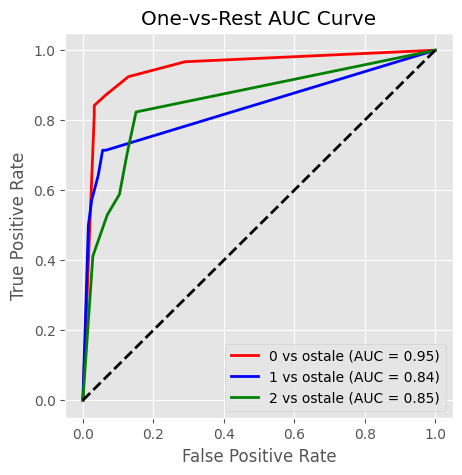 One-vs-Rest AUC Curve
True Positive Rate
1.0
0.8
0.6
0.4
0.2
0.0
0 vs ostale (AUC = 0.95)
1 vs ostale (AUC = 0.84)
2 vs ostale (AUC = 0.85)
0.0 0.2 0.4 0.6 0.8 1.0
False Positive Rate